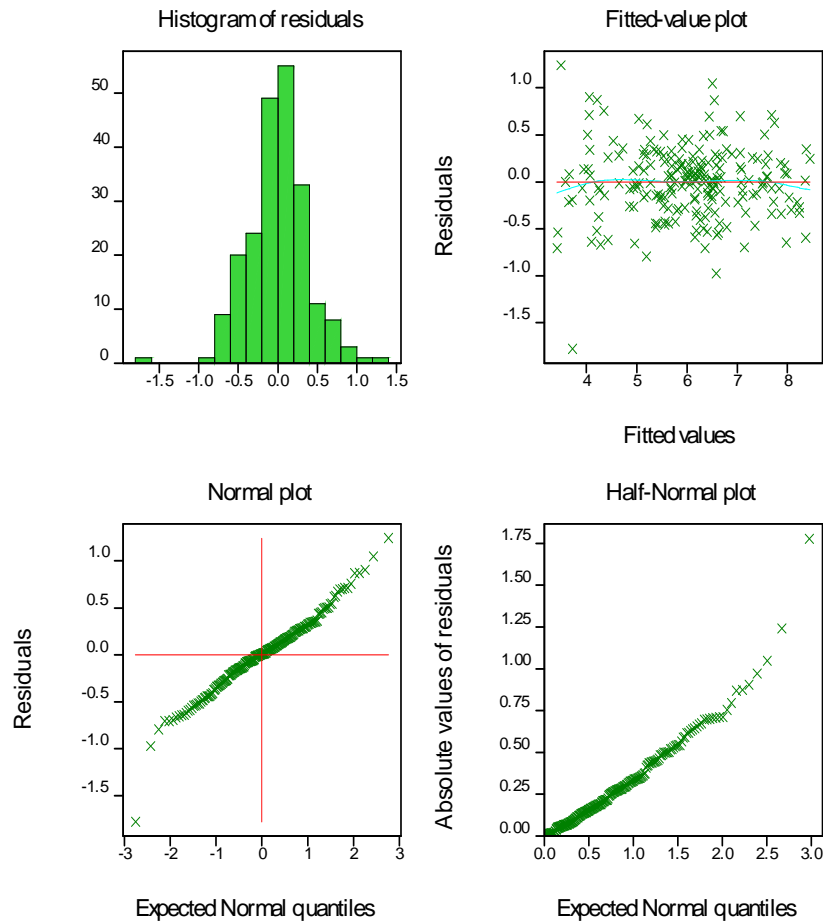 Histogram of residuals
50
40
30
20
10
0
-1.5 -1.0 -0.5 0.0 0.5 1.0 1.5
Fitted-value plot
Residuals
1.0
0.5
0.0
-0.5
-1.0
-1.5
4 5 6 7 8
Fitted values
Normal plot
Residuals
1.0
0.5
0.0
-0.5
-1.0
-1.5
-3 -2 -1 0 1 2 3
Expected Normal quantiles
Half-Normal plot
Absolute values of residuals
1.75
1.50
1.25
1.00
0.75
0.50
0.25
0.00
0.0 0.5 1.0 1.5 2.0 2.5 3.0
Expected Normal quantiles